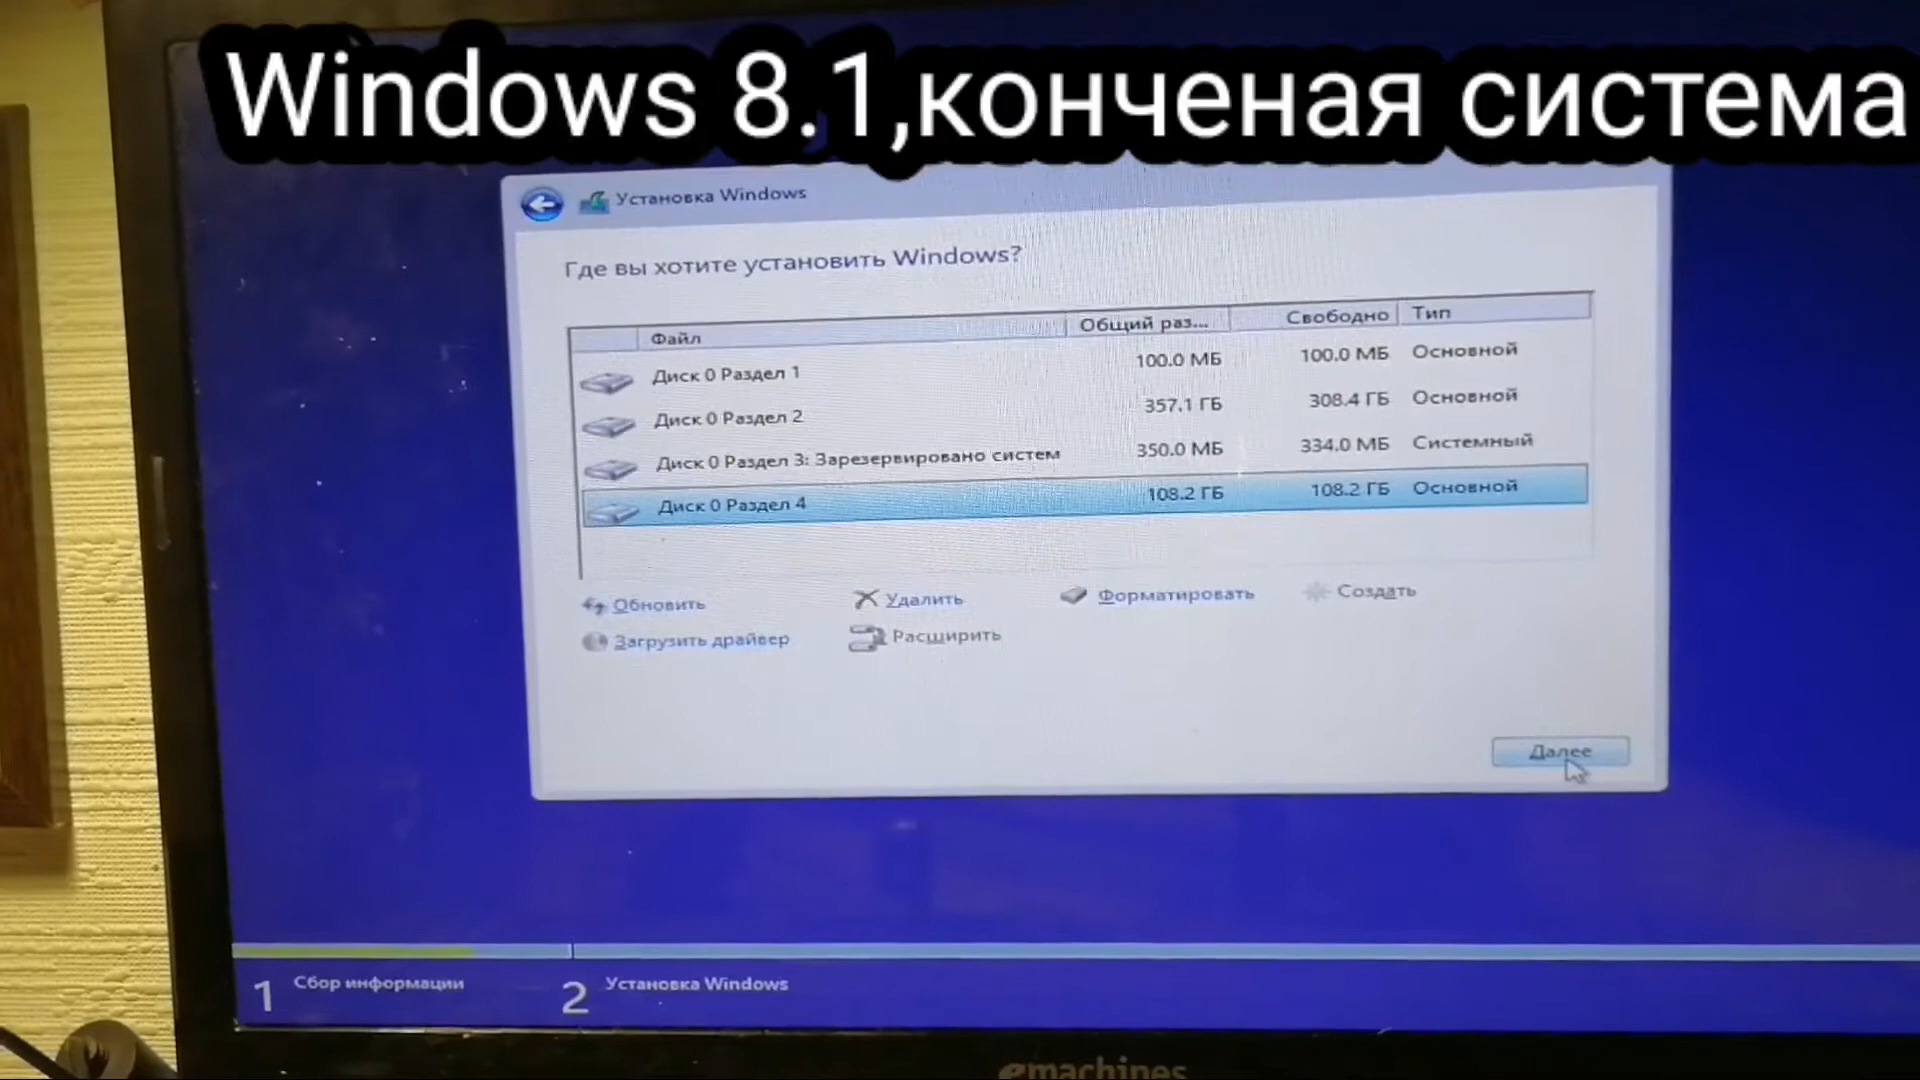 Windows 8.1,конченая система
Установка Windows
Где вы хотите установить Windows?
Файл Общий раз... Свободно Тип
Диск 0 Раздел 1 100.0 МБ 100.0 МБ Основной
Диск 0 Раздел 2 357.1 ГБ 308.4 ГБ Основной
Диск 0 Раздел 3: Зарезервировано систем 350.0 МБ 334.0 МБ Системный
Диск 0 Раздел 4 108.2 ГБ 108.2 ГБ Основной
Обновить Удалить Форматировать Создать
Загрузить драйвер Расширить
Далее
1 Сбор информации 2 Установка Windows
emachines